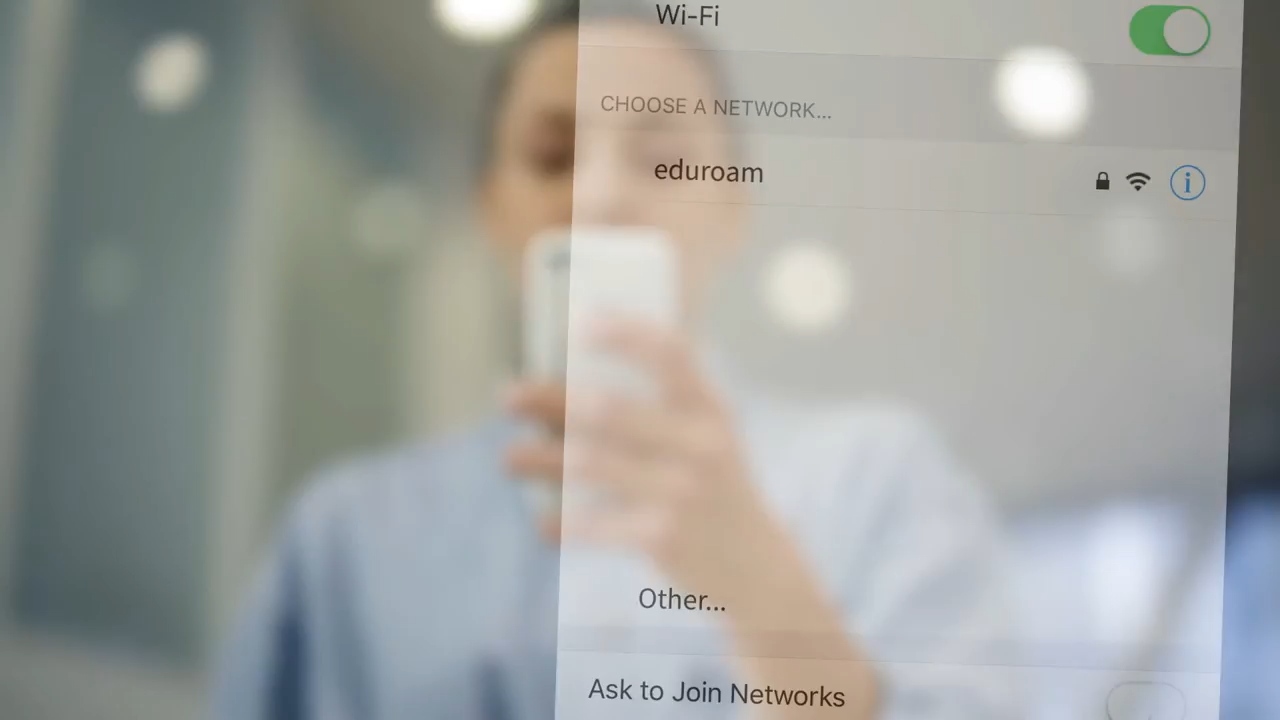 Wi-Fi
CHOOSE A NETWORK...
eduroam
Other...
Ask to Join Networks